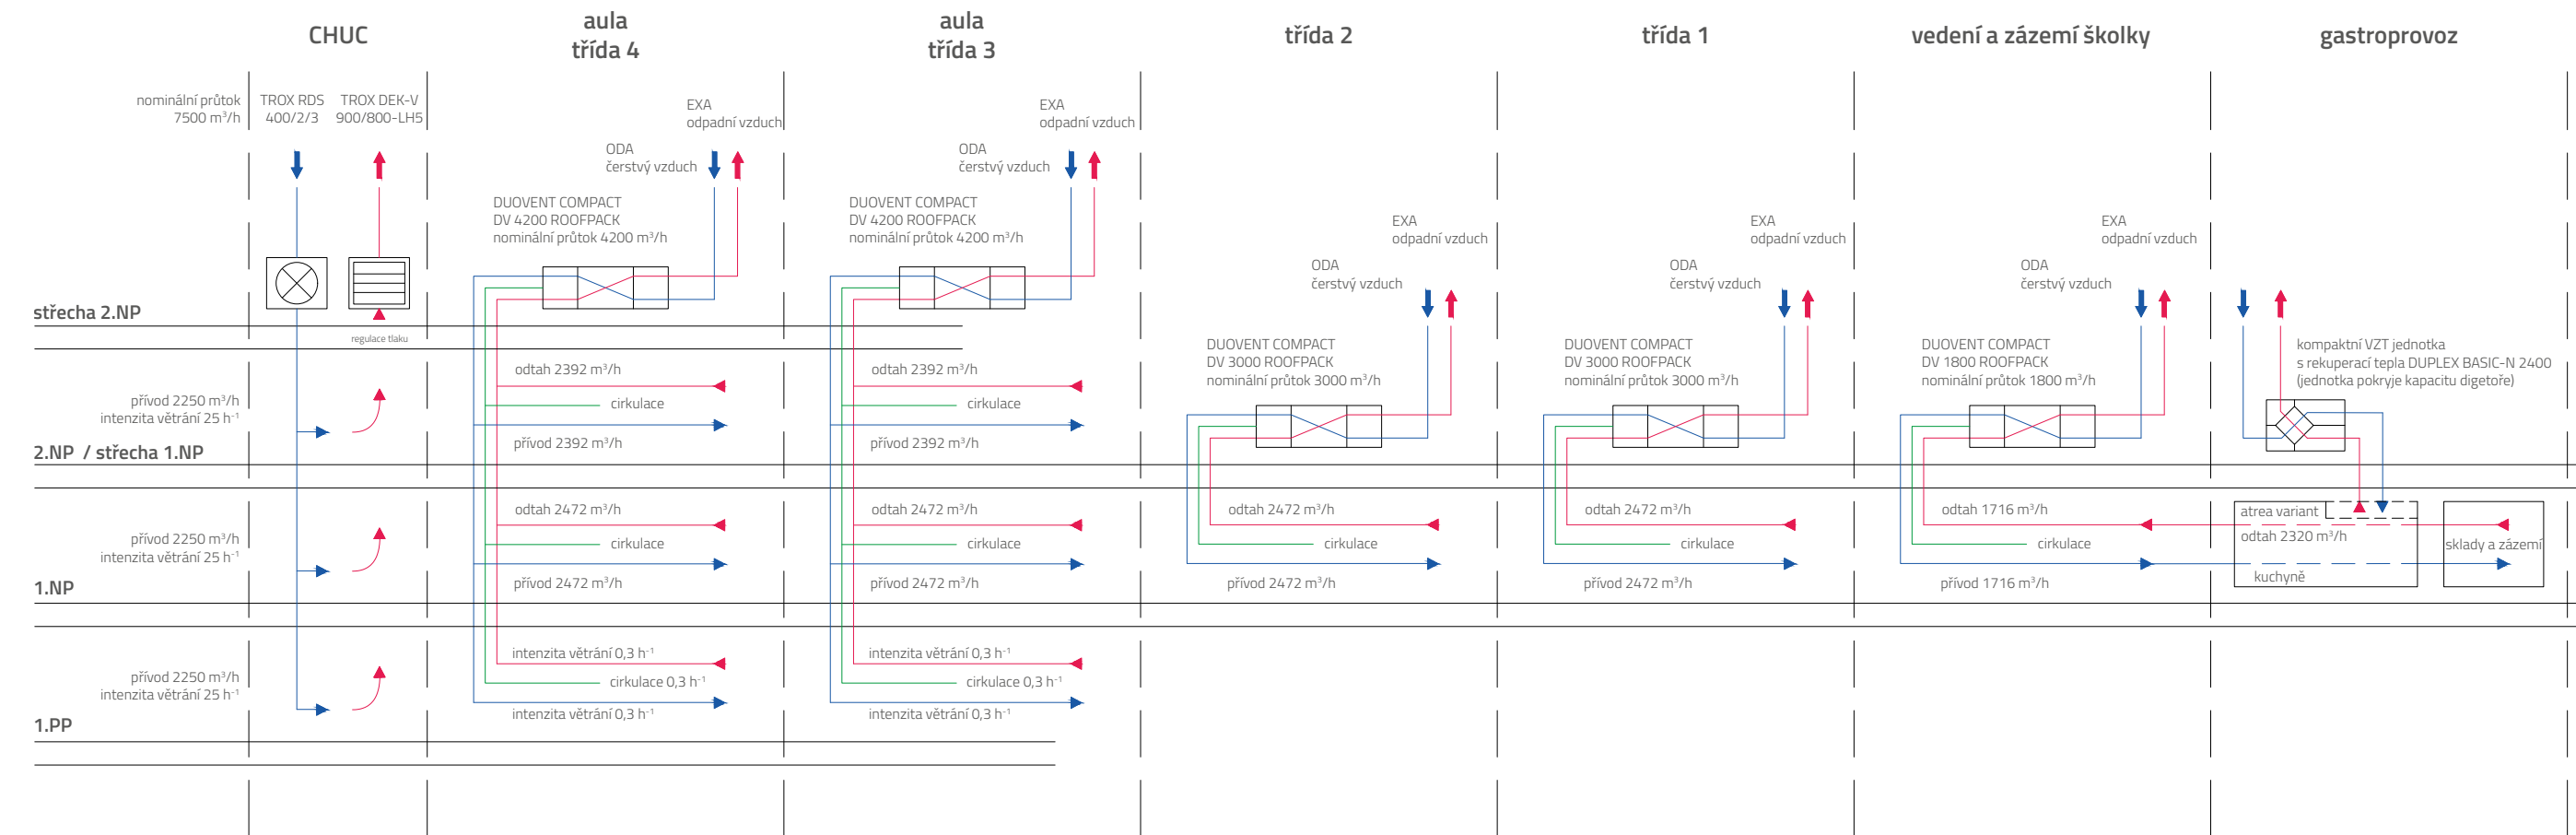 CHUC
aula
třída 4
aula
třída 3
třída 2
třída 1
vedení a zázemí školky
gastroprovoz
nominální průtok
7500 m³/h
TROX RDS
400/2/3
TROX DEK-V
900/800-LH5
EXA
odpadní vzduch
ODA
čerstvý vzduch
DUOVENT COMPACT
DV 4200 ROOFPACK
nominální průtok 4200 m³/h
EXA
odpadní vzduch
ODA
čerstvý vzduch
DUOVENT COMPACT
DV 4200 ROOFPACK
nominální průtok 4200 m³/h
EXA
odpadní vzduch
ODA
čerstvý vzduch
DUOVENT COMPACT
DV 3000 ROOFPACK
nominální průtok 3000 m³/h
EXA
odpadní vzduch
ODA
čerstvý vzduch
DUOVENT COMPACT
DV 3000 ROOFPACK
nominální průtok 3000 m³/h
EXA
odpadní vzduch
ODA
čerstvý vzduch
DUOVENT COMPACT
DV 1800 ROOFPACK
nominální průtok 1800 m³/h
kompaktní VZT jednotka
s rekuperací tepla DUPLEX BASIC-N 2400
(jednotka pokryje kapacitu digetoře)
střecha 2.NP
regulace tlaku
přívod 2250 m³/h
intenzita větrání 25 h⁻¹
odtah 2392 m³/h
cirkulace
přívod 2392 m³/h
odtah 2392 m³/h
cirkulace
přívod 2392 m³/h
2.NP / střecha 1.NP
přívod 2250 m³/h
intenzita větrání 25 h⁻¹
odtah 2472 m³/h
cirkulace
přívod 2472 m³/h
odtah 2472 m³/h
cirkulace
přívod 2472 m³/h
odtah 2472 m³/h
cirkulace
přívod 2472 m³/h
odtah 2472 m³/h
cirkulace
přívod 2472 m³/h
odtah 1716 m³/h
cirkulace
přívod 1716 m³/h
atrea variant
odtah 2320 m³/h
kuchyně
sklady a zázemí
1.NP
přívod 2250 m³/h
intenzita větrání 25 h⁻¹
intenzita větrání 0,3 h⁻¹
cirkulace 0,3 h⁻¹
intenzita větrání 0,3 h⁻¹
intenzita větrání 0,3 h⁻¹
cirkulace 0,3 h⁻¹
intenzita větrání 0,3 h⁻¹
1.PP